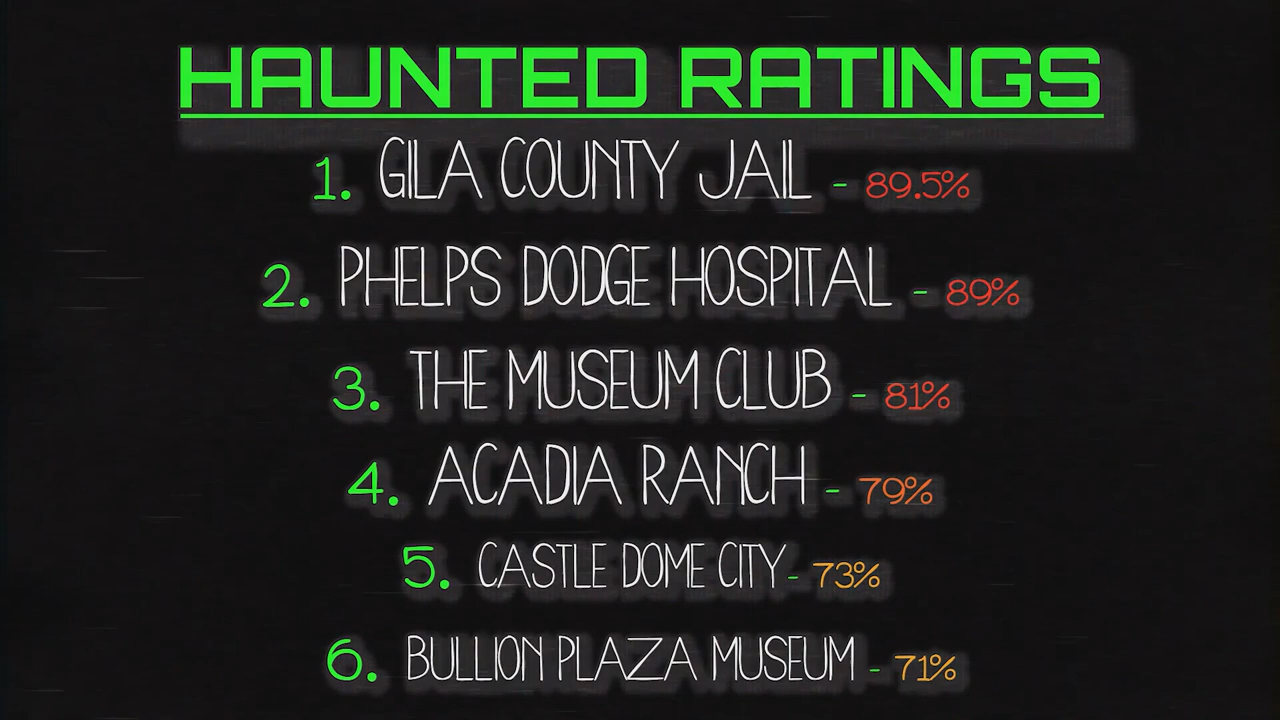 HAUNTED RATINGS
1. GILA COUNTY JAIL - 89.5%
2. PHELPS DODGE HOSPITAL - 89%
3. THE MUSEUM CLUB - 81%
4. ACADIA RANCH - 79%
5. CASTLE DOME CITY - 73%
6. BULLION PLAZA MUSEUM - 71%